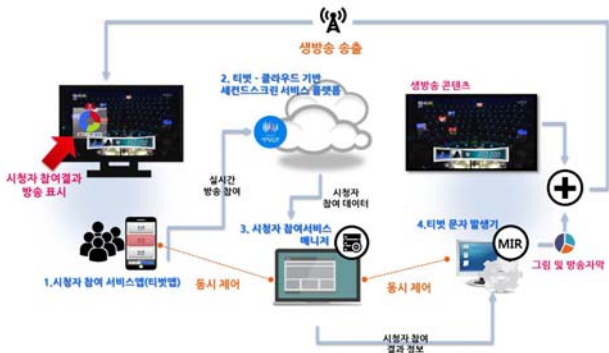 생방송 송출
2. 티벗 - 클라우드 기반
세컨드스크린 서비스 플랫폼
생방송 콘텐츠
시청자 참여결과
방송 표시
실시간
방송 참여
시청자
참여 데이터
3. 시청자 참여서비스
매니저
4.티벗 문자 발생기
MIR
그림 및 방송자막
1.시청자 참여 서비스앱(티벗앱)
동시 제어
동시 제어
시청자 참여
결과 정보